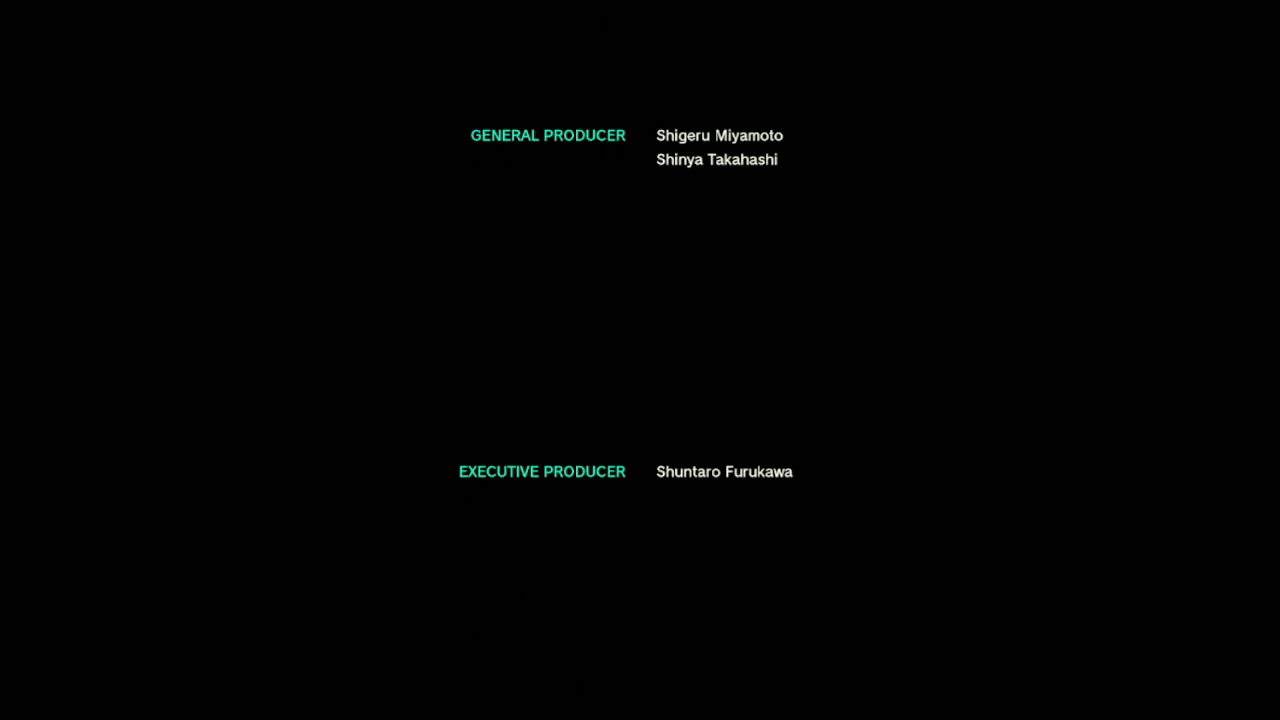 GENERAL PRODUCER Shigeru Miyamoto
Shinya Takahashi
EXECUTIVE PRODUCER Shuntaro Furukawa